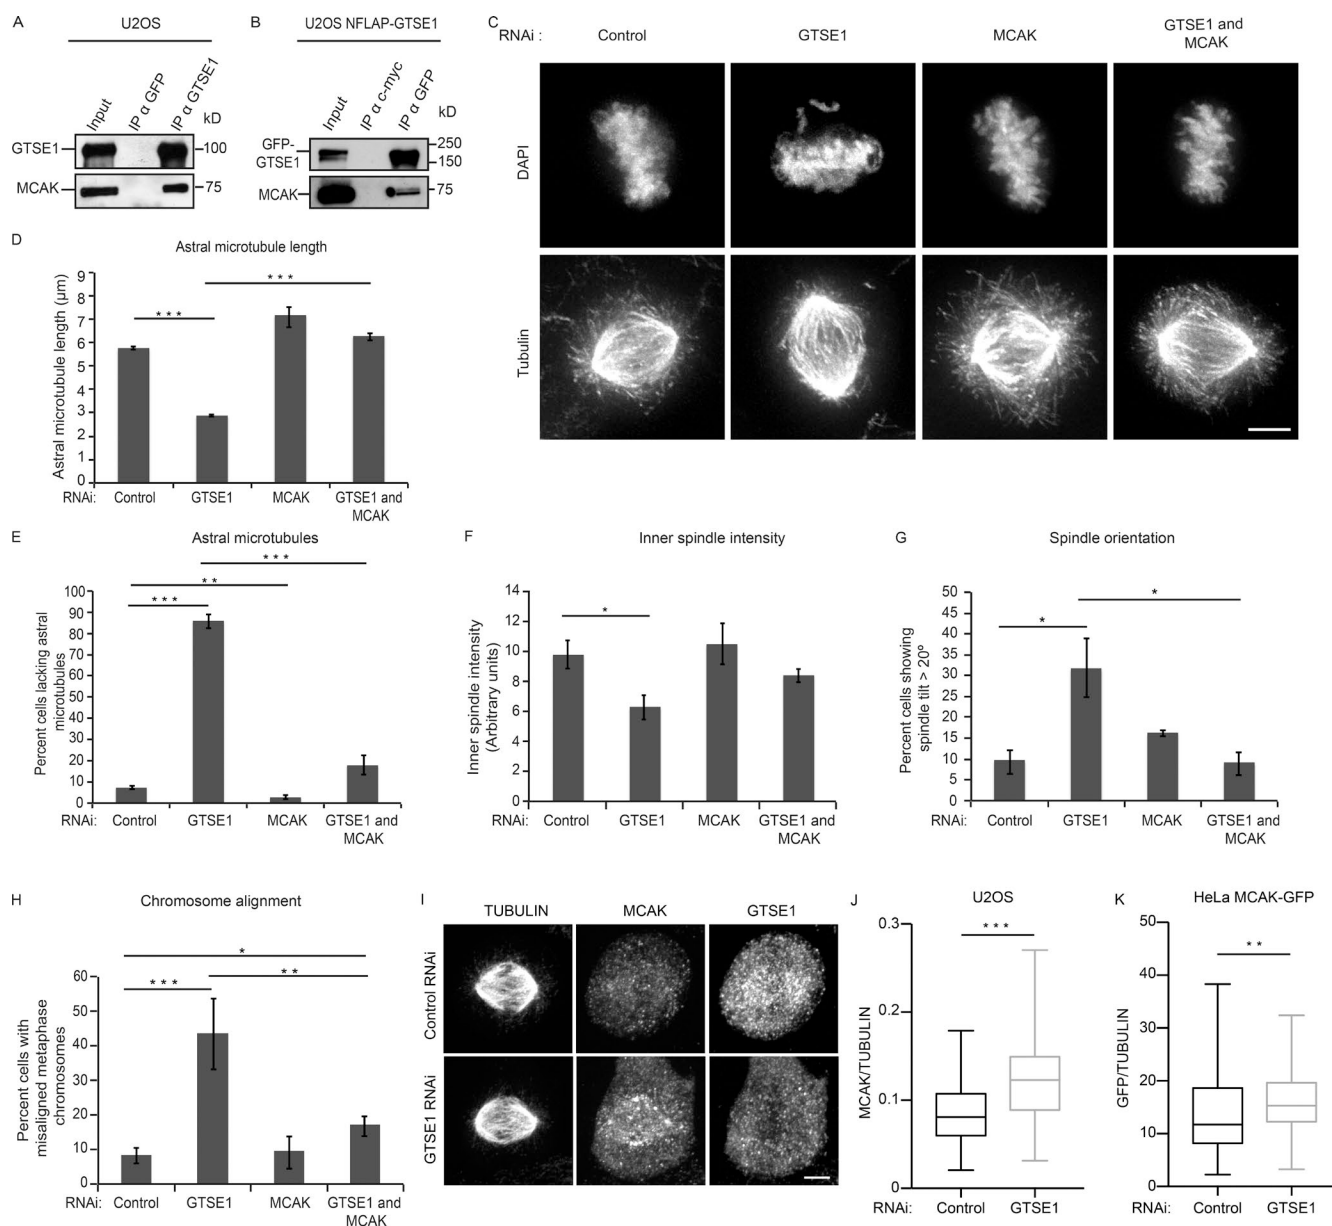 A
U2OS
Input
IP α GFP
IP α GTSE1
kD
GTSE1
100
MCAK
75
B
U2OS NFLAP-GTSE1
Input
IP α c-myc
IP α GFP
kD
GFP-
GTSE1
250
150
MCAK
75
C
RNAi :
Control
GTSE1
MCAK
GTSE1 and
MCAK
DAPI
Tubulin
D
Astral microtubule length
* * *
* * *
Astral microtubule length (μm)
9
8
7
6
5
4
3
2
1
0
RNAi:
Control
GTSE1
MCAK
GTSE1 and
MCAK
E
Astral microtubules
* * *
* *
* * *
Percent cells lacking astral
microtubules
100
90
80
70
60
50
40
30
20
10
0
RNAi:
Control
GTSE1
MCAK
GTSE1 and
MCAK
F
Inner spindle intensity
*
Inner spindle intensity
(Arbitrary units)
14
12
10
8
6
4
2
0
RNAi:
Control
GTSE1
MCAK
GTSE1 and
MCAK
G
Spindle orientation
*
*
Percent cells showing
spindle tilt > 20º
50
45
40
35
30
25
20
15
10
5
0
RNAi:
Control
GTSE1
MCAK
GTSE1 and
MCAK
H
Chromosome alignment
*
* *
* * *
Percent cells with
misaligned metaphase
chromosomes
60
50
40
30
20
10
0
RNAi:
Control
GTSE1
MCAK
GTSE1 and
MCAK
I
TUBULIN
MCAK
GTSE1
Control RNAi
GTSE1 RNAi
J
U2OS
* * *
MCAK/TUBULIN
0.3
0.2
0.1
0
RNAi:
Control
GTSE1
K
HeLa MCAK-GFP
* *
GFP/TUBULIN
50
40
50
20
10
0
RNAi:
Control
GTSE1